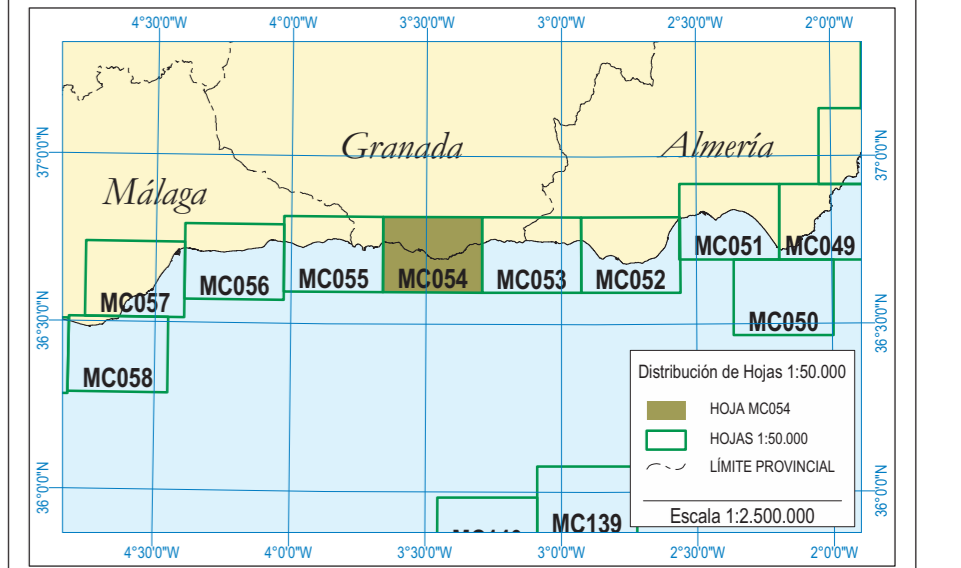 4°30'0"W 4°0'0"W 3°30'0"W 3°0'0"W 2°30'0"W 2°0'0"W
37°0'0"N
37°0'0"N
Granada
Almería
Málaga
MC051
MC049
MC057
MC056
MC055
MC054
MC053
MC052
MC050
36°30'0"N
36°30'0"N
MC058
Distribución de Hojas 1:50.000
HOJA MC054
HOJAS 1:50.000
LÍMITE PROVINCIAL
Escala 1:2.500.000
36°0'0"N
36°0'0"N
MC139
4°30'0"W 4°0'0"W 3°30'0"W 3°0'0"W 2°30'0"W 2°0'0"W